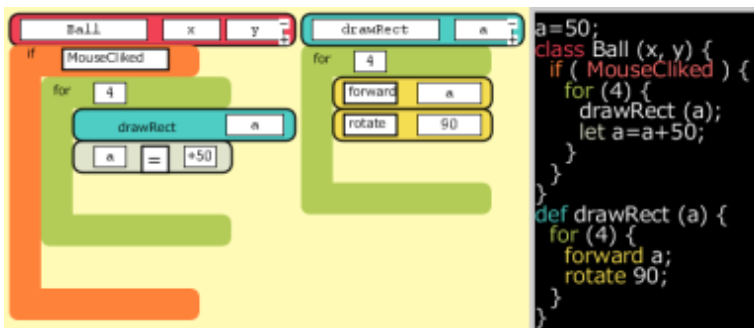 Ball x y - +
if MouseCliked
for 4
drawRect a
a = +50
drawRect a - +
for 4
forward a
rotate 90
a=50;
class Ball (x, y) {
if ( MouseCliked ) {
for (4) {
drawRect (a);
let a=a+50;
}
}
}
def drawRect (a) {
for (4) {
forward a;
rotate 90;
}
}